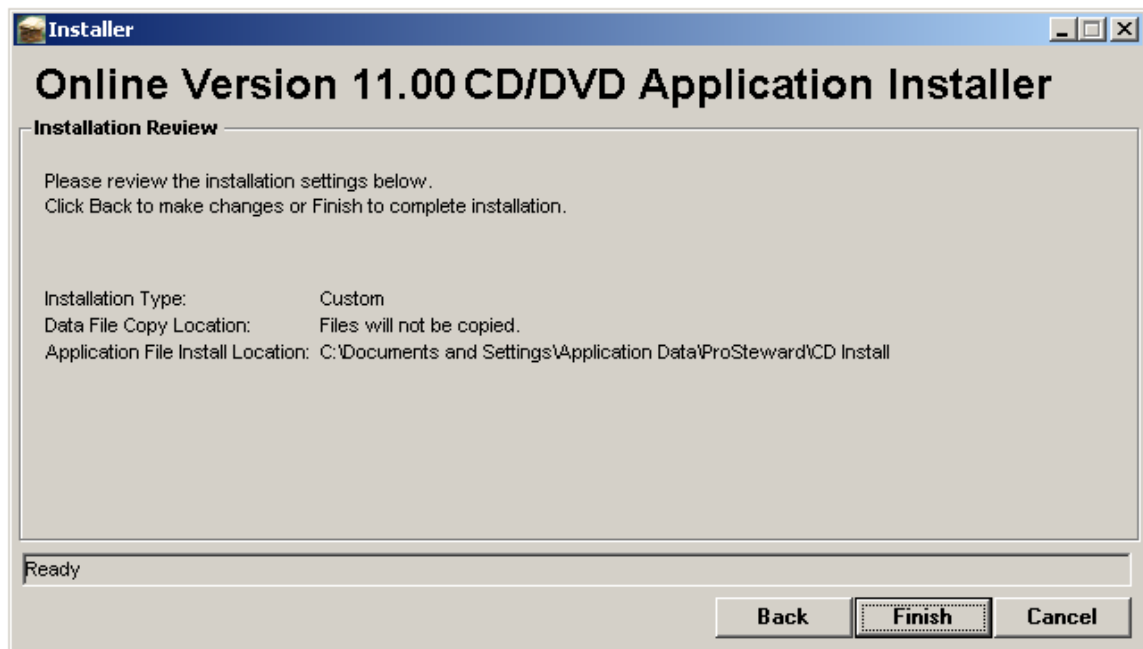 Installer
Online Version 11.00 CD/DVD Application Installer
Installation Review
Please review the installation settings below.
Click Back to make changes or Finish to complete installation.
Installation Type: Custom
Data File Copy Location: Files will not be copied.
Application File Install Location: C:\Documents and Settings\Application Data\ProSteward\CD Install
Ready
Back Finish Cancel